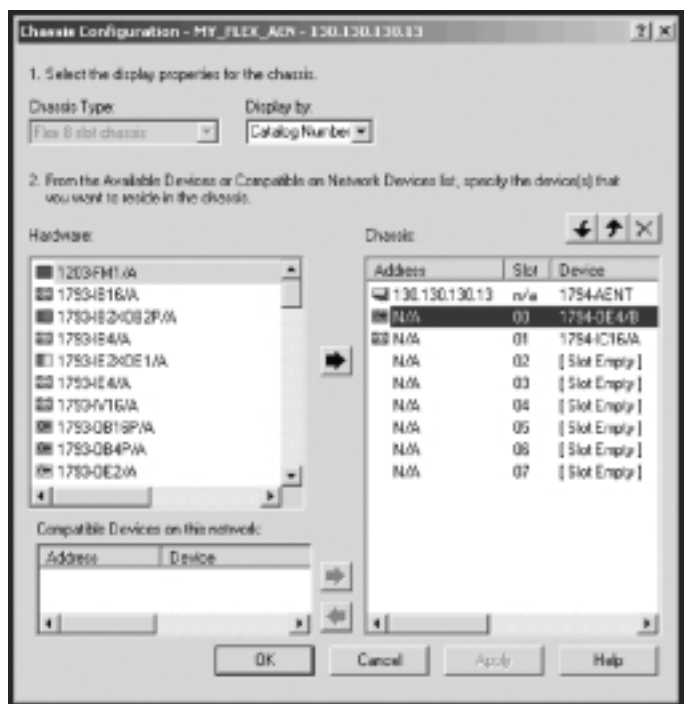 Chassis Configuration - MY_FLEX_AEN - 130.130.130.13
1. Select the display properties for the chassis.
Chassis Type:
Display by:
Flex 8 slot chassis
Catalog Number
2. From the Available Devices or Compatible on Network Devices list, specify the device(s) that
you want to reside in the chassis.
Hardware:
Chassis:
1203-FM1/A
1793-IB16/A
1793-IB2XOB2P/A
1793-IE4/A
1793-IE2XOE1/A
1793-IE4/A
1793-IV16/A
1793-OB16P/A
1793-OB4P/A
1793-OE2/A
Address Slot Device
130.130.130.13 n/a 1794-AENT
N/A 00 1794-OE4/B
N/A 01 1794-IC16/A
N/A 02 [ Slot Empty ]
N/A 03 [ Slot Empty ]
N/A 04 [ Slot Empty ]
N/A 05 [ Slot Empty ]
N/A 06 [ Slot Empty ]
N/A 07 [ Slot Empty ]
Compatible Devices on this network:
Address Device
OK Cancel Apply Help